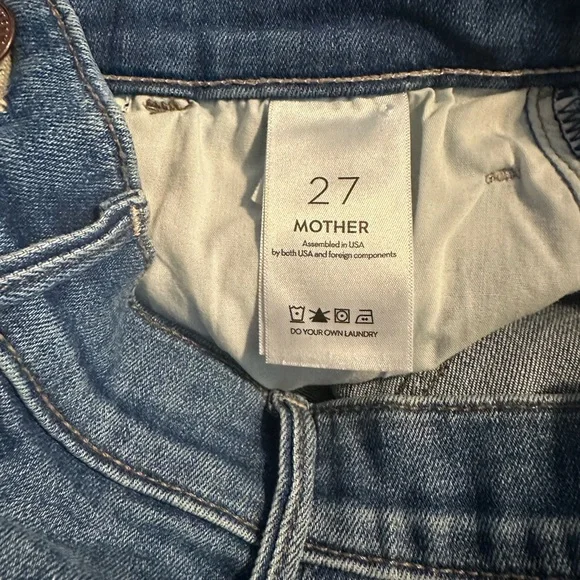 27
MOTHER
Assembled in USA
by both USA and foreign components
DO YOUR OWN LAUNDRY